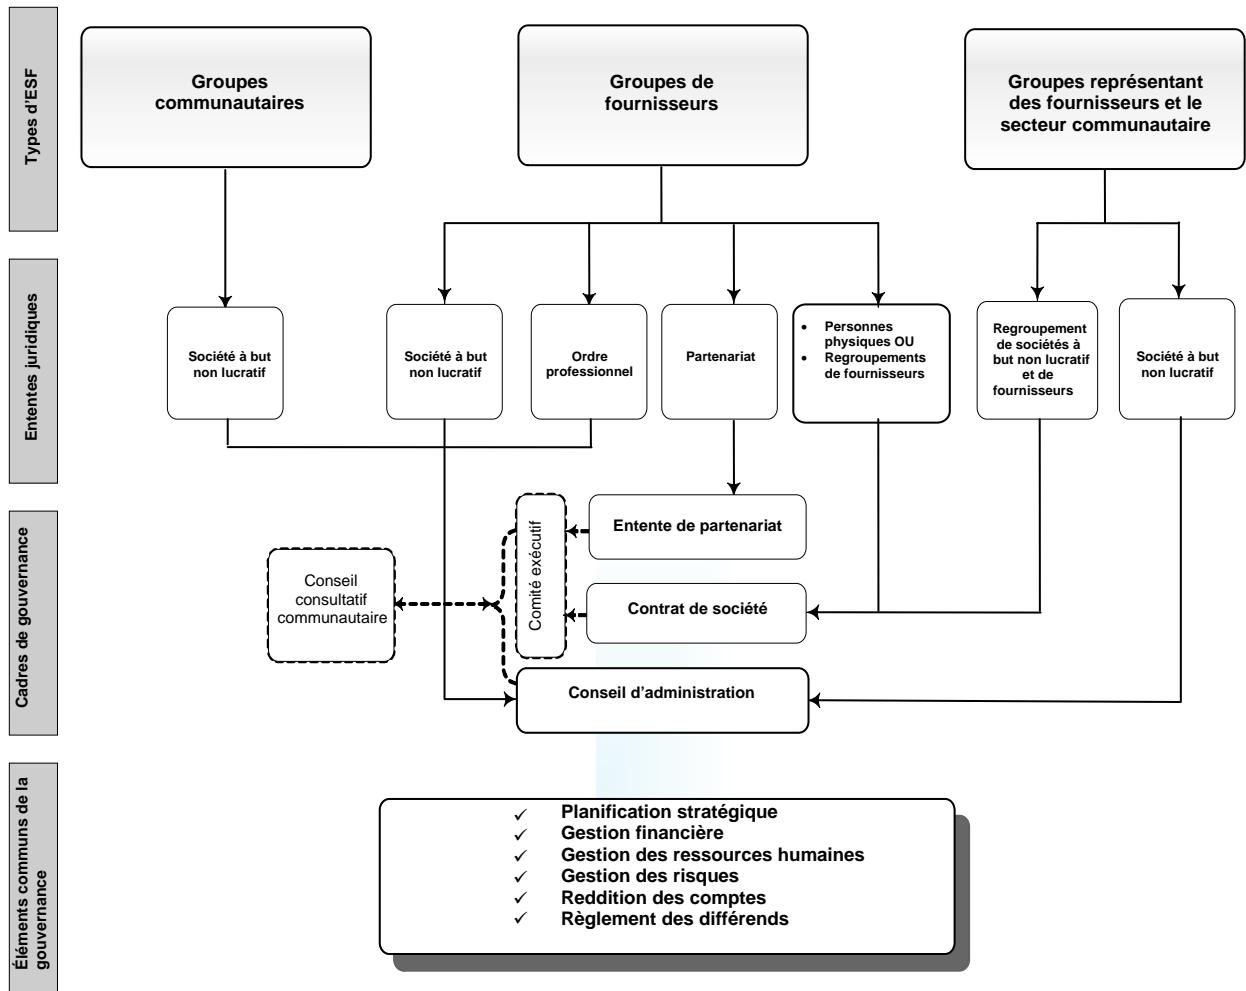 Types d'ESF
Groupes
communautaires
Groupes de
fournisseurs
Groupes représentant
des fournisseurs et le
secteur communautaire
Ententes juridiques
Société à but
non lucratif
Société à but
non lucratif
Ordre
professionnel
Partenariat
• Personnes
physiques OU
• Regroupements
de fournisseurs
Regroupement
de sociétés à
but non lucratif
et de
fournisseurs
Société à but
non lucratif
Cadres de gouvernance
Conseil
consultatif
communautaire
Comité exécutif
Entente de partenariat
Contrat de société
Conseil d'administration
Éléments communs de la
gouvernance
✓ Planification stratégique
✓ Gestion financière
✓ Gestion des ressources humaines
✓ Gestion des risques
✓ Reddition des comptes
✓ Règlement des différends